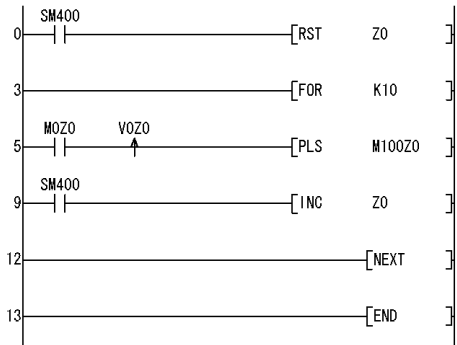 SM400
0 [RST Z0 ]
3 [FOR K10 ]
M0Z0 V0Z0
5 [PLS M100Z0 ]
SM400
9 [INC Z0 ]
12 [NEXT ]
13 [END ]